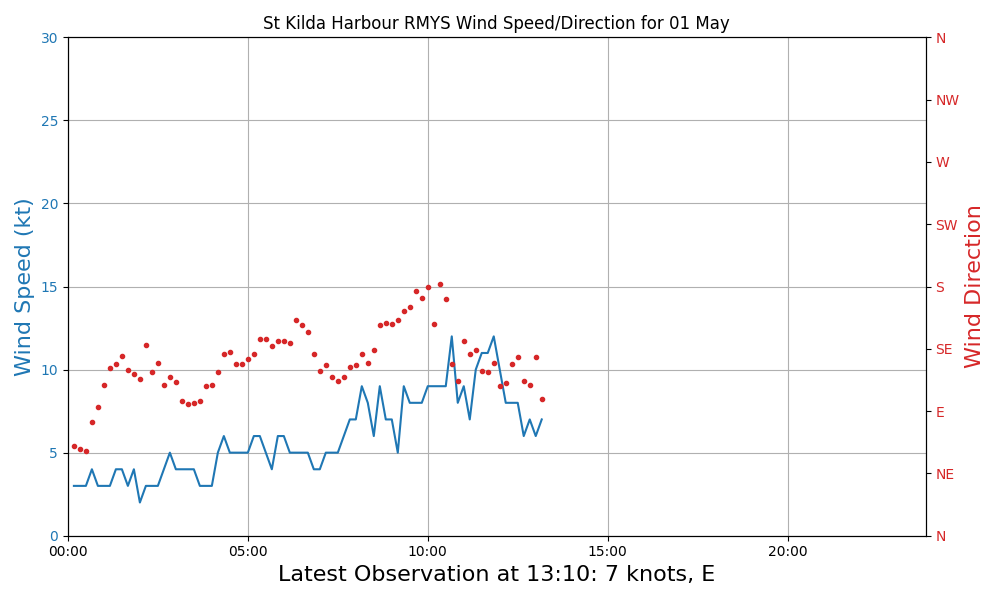 St Kilda Harbour RMYS Wind Speed/Direction for 01 May
Wind Speed (kt)
30
25
20
15
10
5
0
00:00
05:00
10:00
15:00
20:00
N
NW
W
SW
S
SE
E
NE
N
Wind Direction
Latest Observation at 13:10: 7 knots, E